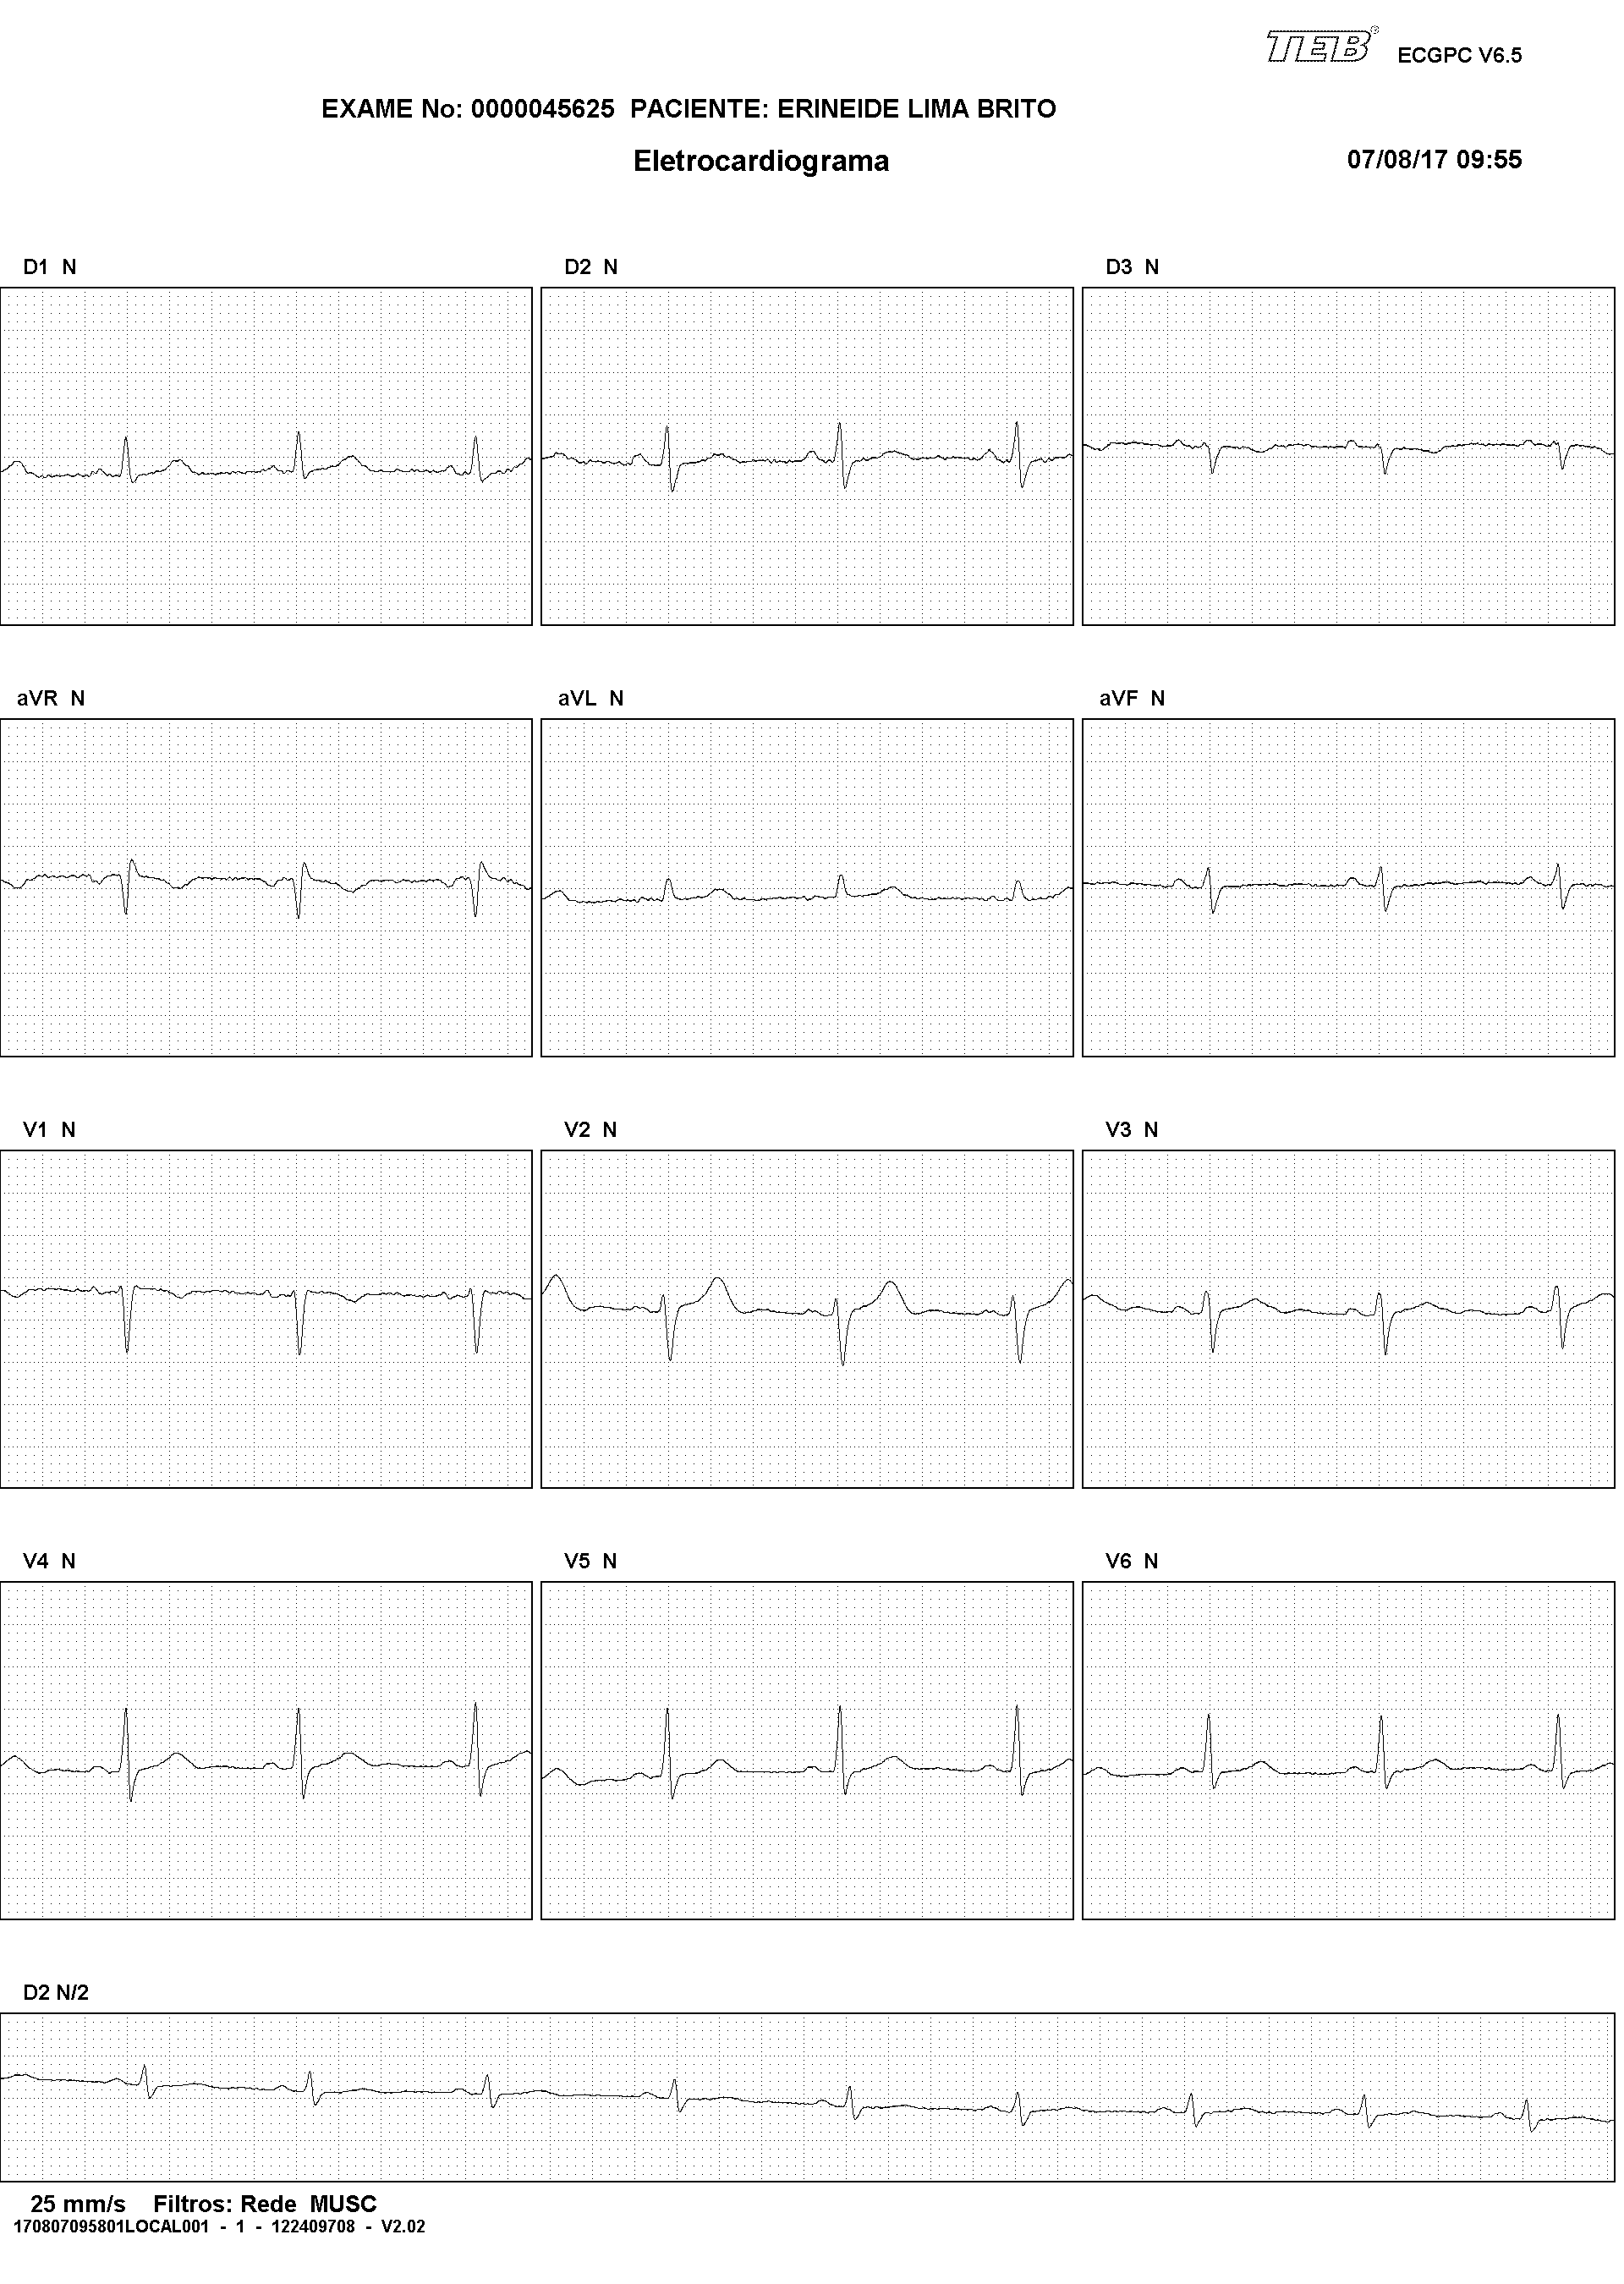 TEB® ECGPC V6.5
EXAME No: 0000045625 PACIENTE: ERINEIDE LIMA BRITO
Eletrocardiograma 07/08/17 09:55
D1 N D2 N D3 N
aVR N aVL N aVF N
V1 N V2 N V3 N
V4 N V5 N V6 N
D2 N/2
25 mm/s Filtros: Rede MUSC
170807095801LOCAL001 - 1 - 122409708 - V2.02